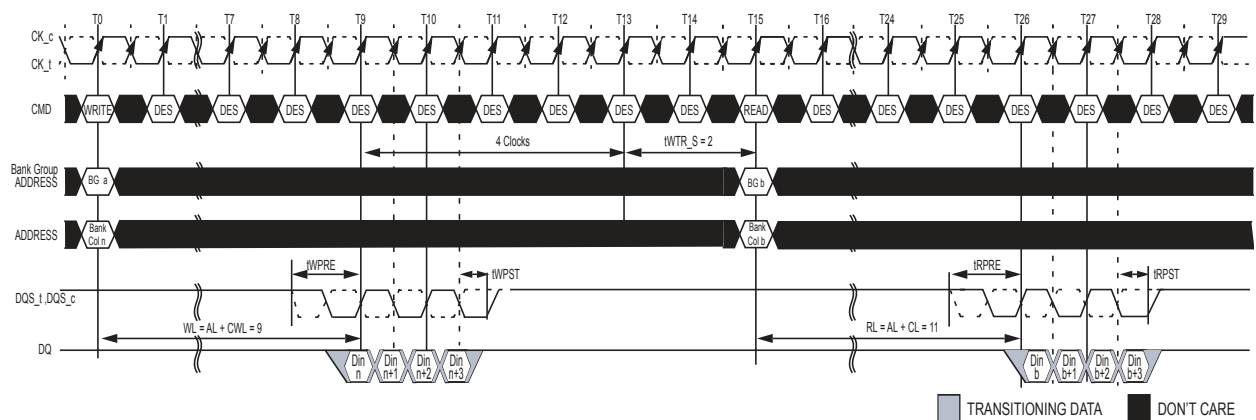 T0 T1 T7 T8 T9 T10 T11 T12 T13 T14 T15 T16 T24 T25 T26 T27 T28 T29
CK_c
CK_t
CMD WRITE DES DES DES DES DES DES DES DES DES READ DES DES DES DES DES DES DES
4 Clocks tWTR_S = 2
Bank Group
ADDRESS BG a BG b
ADDRESS Bank
Col n Bank
Col b
tWPRE tWPST tRPRE tRPST
DQS_t ,DQS_c
WL = AL + CWL = 9 RL = AL + CL = 11
DQ Din
n Din
n+1 Din
n+2 Din
n+3 Din
b Din
b+1 Din
b+2 Din
b+3
TRANSITIONING DATA DON'T CARE